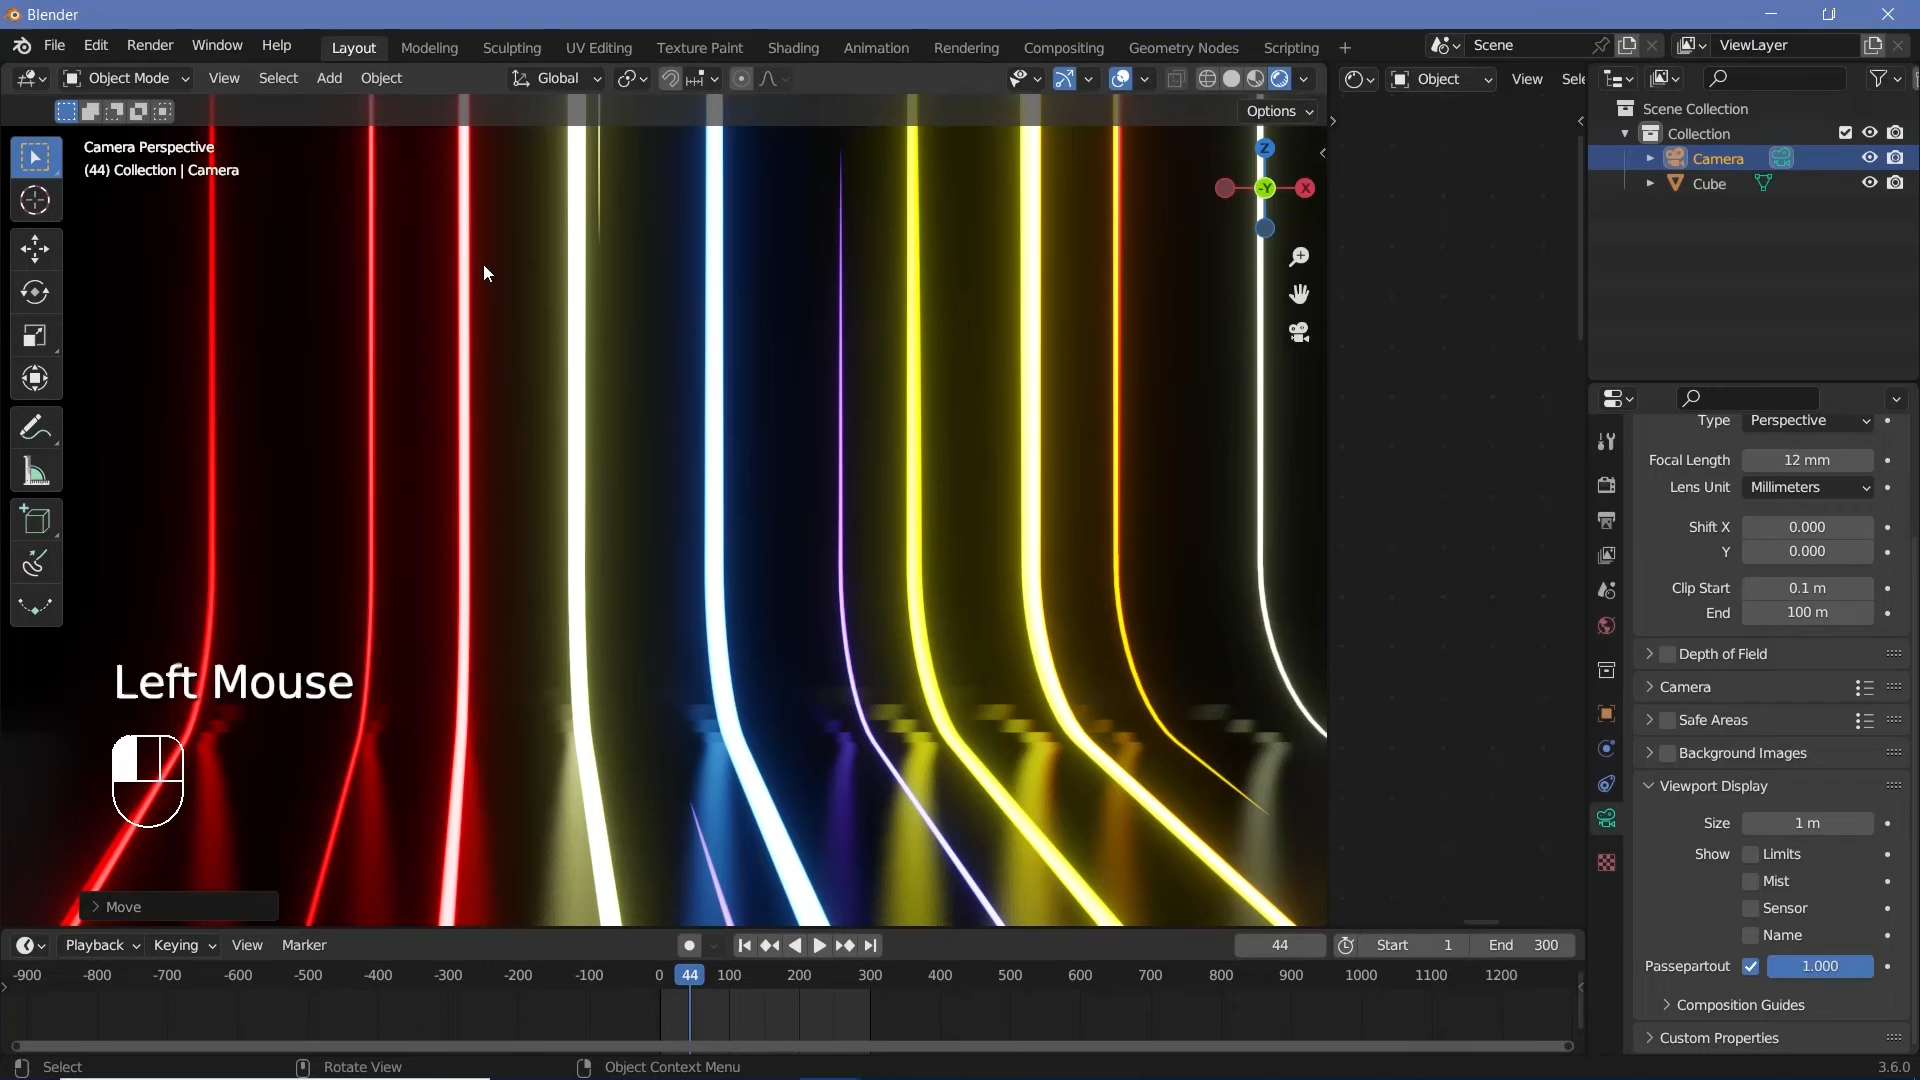 Blender
File Edit Render Window Help Layout Modeling Sculpting UV Editing Texture Paint Shading Animation Rendering Compositing Geometry Nodes Scripting + Scene ViewLayer
Object Mode View Select Add Object Global Object View Sele
Options
Camera Perspective
(44) Collection | Camera
Z
-Y X
Left Mouse
Move
Scene Collection
Collection
Camera
Cube
Type Perspective
Focal Length 12 mm
Lens Unit Millimeters
Shift X 0.000
Y 0.000
Clip Start 0.1 m
End 100 m
Depth of Field
Camera
Safe Areas
Background Images
Viewport Display
Size 1 m
Show Limits
Mist
Sensor
Name
Passepartout 1.000
Composition Guides
Custom Properties
Playback Keying View Marker 44 Start 1 End 300
-900 -800 -700 -600 -500 -400 -300 -200 -100 0 44 100 200 300 400 500 600 700 800 900 1000 1100 1200
Select Rotate View Object Context Menu 3.6.0